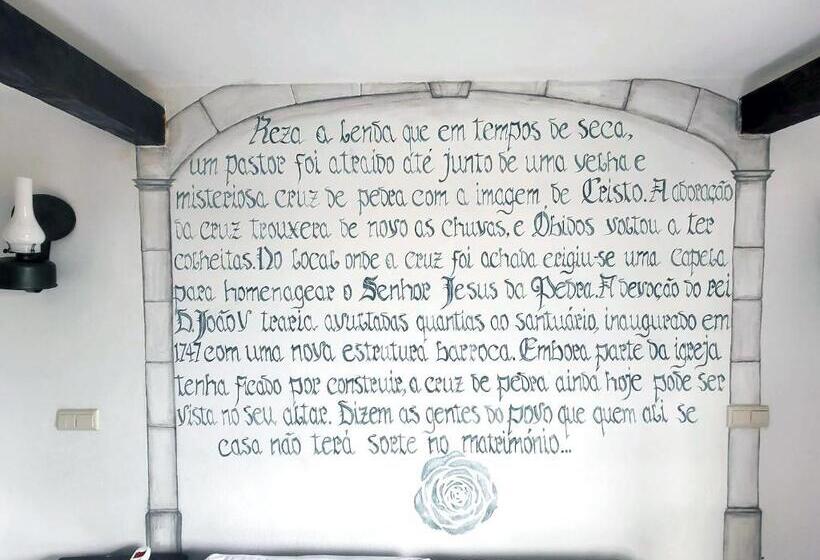 Reza a lenda que em tempos de seca,
um pastor foi atraído até junto de uma velha e
misteriosa cruz de pedra com a imagem de Cristo. A adoração
da cruz trouxera de novo as chuvas, e Óbidos voltou a ter
colheitas. No local onde a cruz foi achada erigiu-se uma capela
para homenagear o Senhor Jesus da Pedra. A devoção do rei
D. João V traria avultadas quantias ao santuário, inaugurado em
1747 com uma nova estrutura barroca. Embora parte da igreja
tenha ficado por construir, a cruz de pedra ainda hoje pode ser
vista no seu altar. Dizem as gentes do povo que quem ali se
casa não terá sorte no matrimónio...